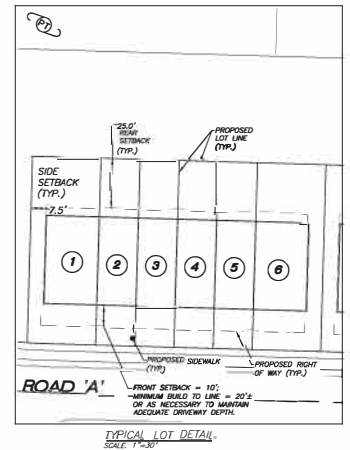 PT
25.0'
REAR
SETBACK
(TYP.)
PROPOSED
LOT LINE
(TYP.)
SIDE
SETBACK
(TYP.)
7.5'
1 2 3 4 5 6
PROPOSED SIDEWALK
(TYP)
PROPOSED RIGHT
OF WAY (TYP.)
ROAD 'A'
FRONT SETBACK = 10';
MINIMUM BUILD TO LINE = 20'±
OR AS NECESSARY TO MAINTAIN
ADEQUATE DRIVEWAY DEPTH.
TYPICAL LOT DETAIL
SCALE: 1"=30'